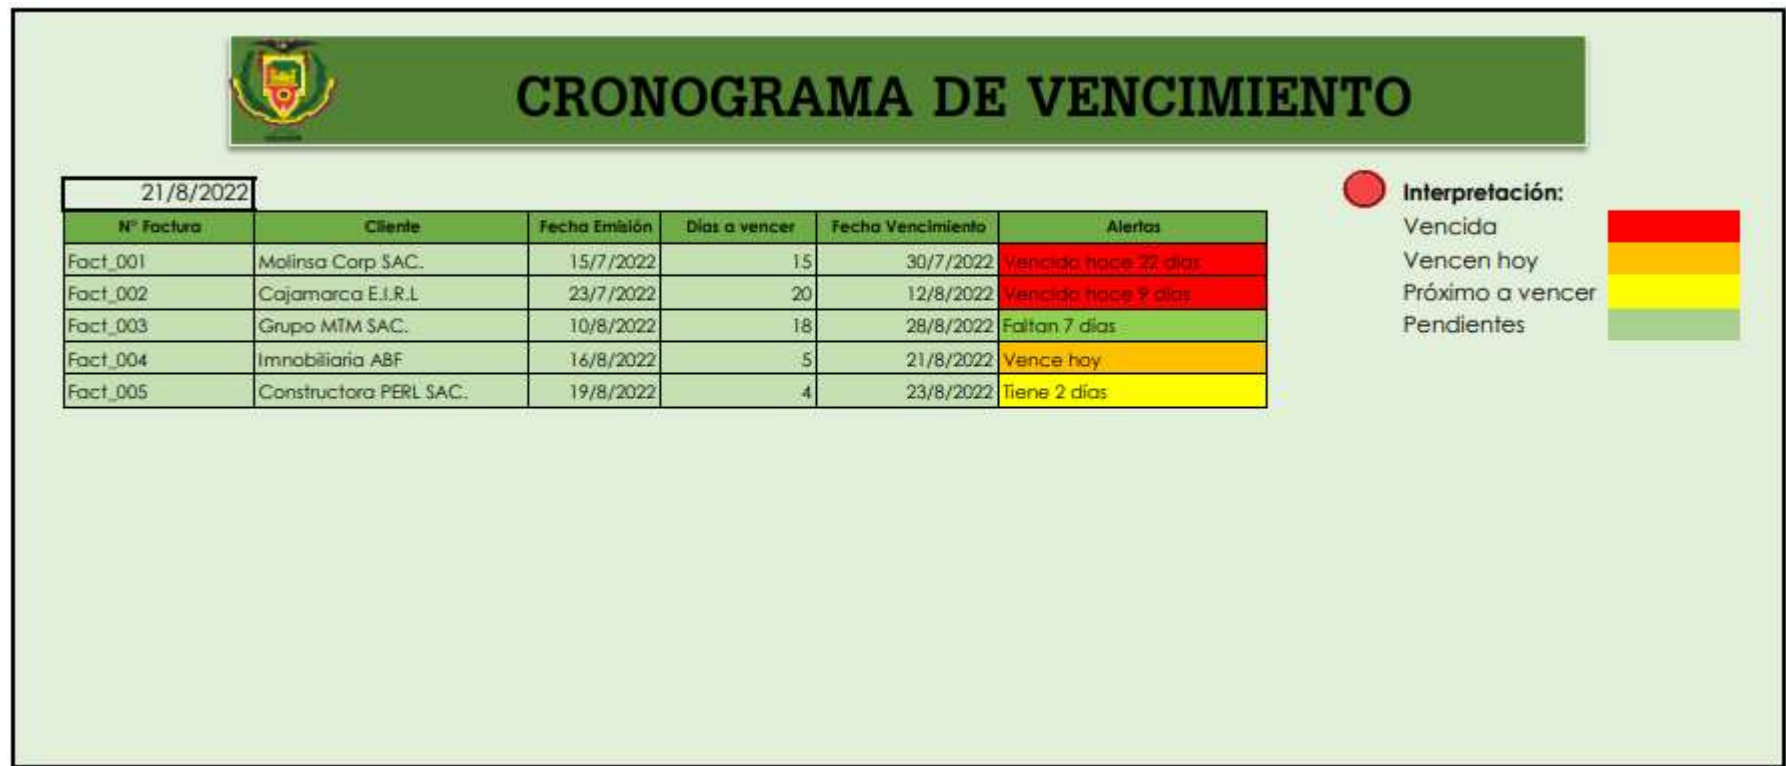 CRONOGRAMA DE VENCIMIENTO
21/8/2022
N° Factura Cliente Fecha Emisión Días a vencer Fecha Vencimiento Alertas
Fact_001 Molinsa Corp SAC. 15/7/2022 15 30/7/2022 Vencido hace 22 días
Fact_002 Cajamarca E.I.R.L 23/7/2022 20 12/8/2022 Vencido hace 9 días
Fact_003 Grupo MTM SAC. 10/8/2022 18 28/8/2022 Faltan 7 días
Fact_004 Imnobiliaria ABF 16/8/2022 5 21/8/2022 Vence hoy
Fact_005 Constructora PERL SAC. 19/8/2022 4 23/8/2022 Tiene 2 días
Interpretación:
Vencida
Vencen hoy
Próximo a vencer
Pendientes